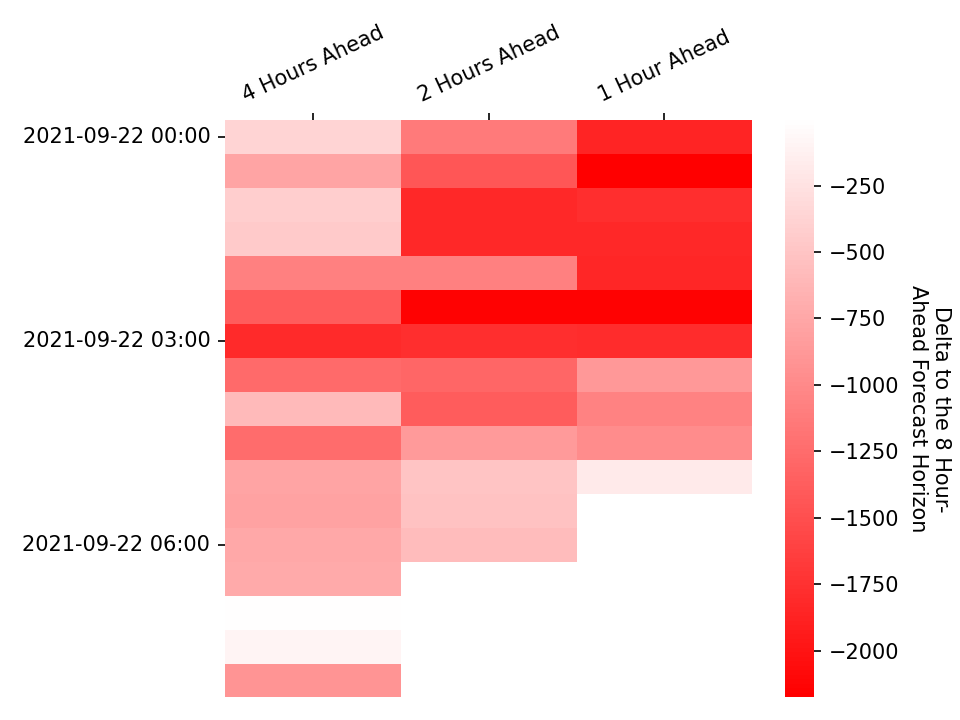 4 Hours Ahead
2 Hours Ahead
1 Hour Ahead
2021-09-22 00:00
2021-09-22 03:00
2021-09-22 06:00
−250
−500
−750
−1000
−1250
−1500
−1750
−2000
Delta to the 8 Hour-
Ahead Forecast Horizon